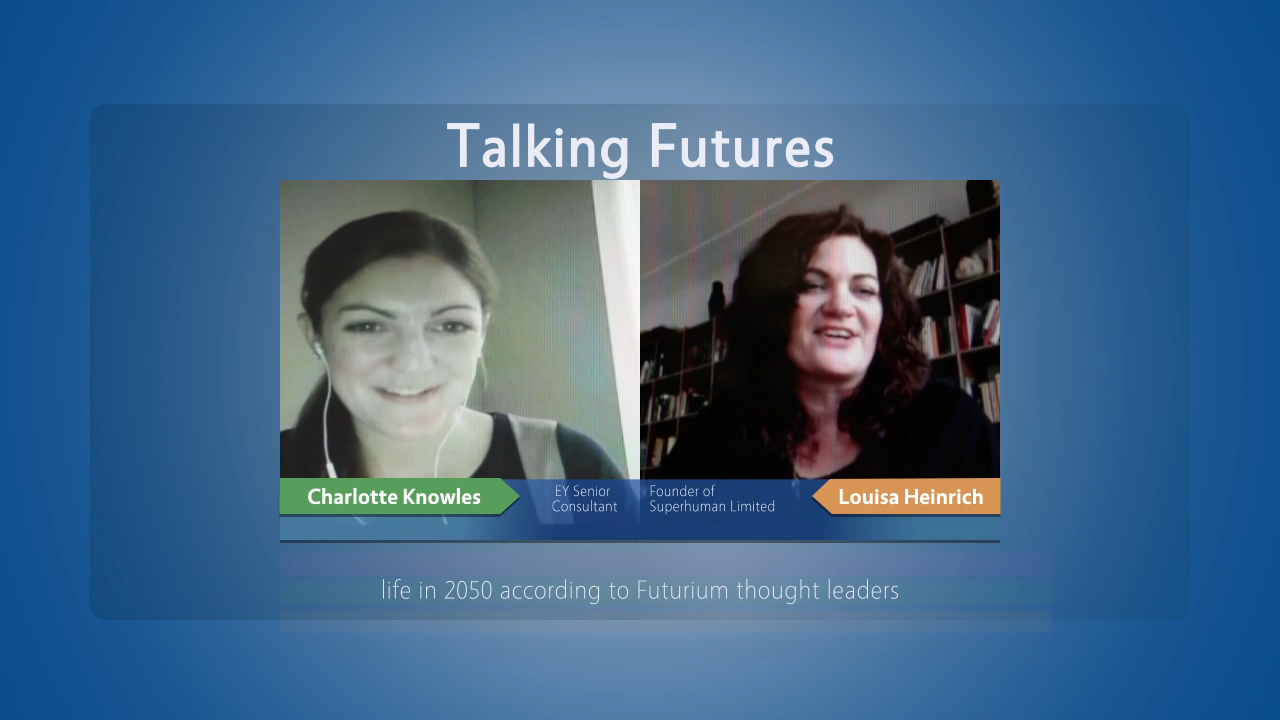 Talking Futures
Charlotte Knowles
EY Senior
Consultant
Founder of
Superhuman Limited
Louisa Heinrich
life in 2050 according to Futurium thought leaders